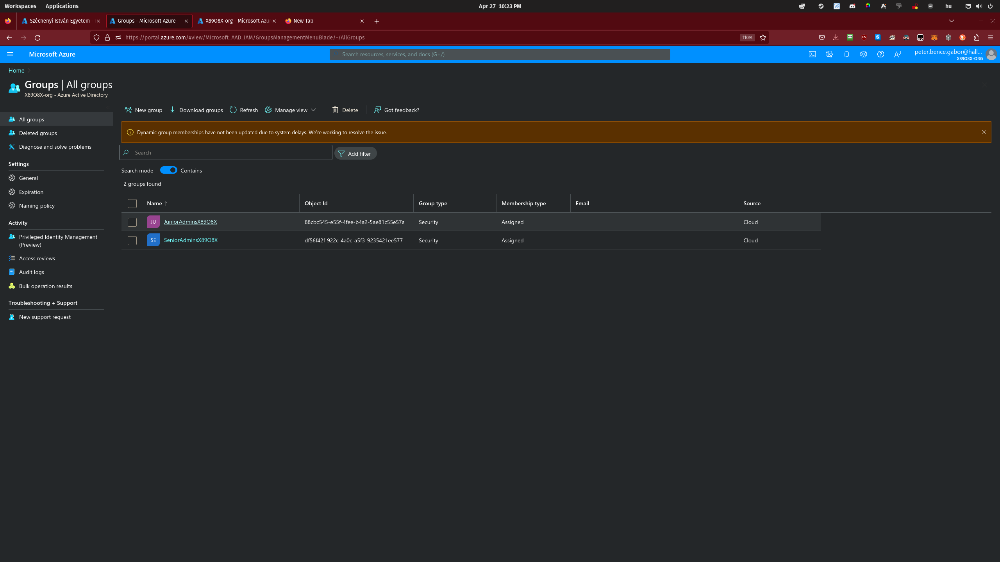 Workspaces Applications Apr 27 10:23 PM hu
Széchenyi István Egyetem - Groups - Microsoft Azure X89O8X-org - Microsoft Azur New Tab
https://portal.azure.com/#view/Microsoft_AAD_IAM/GroupsManagementMenuBlade/~/AllGroups 110%
Microsoft Azure Search resources, services, and docs (G+/) peter.bence.gabor@hall...
X89O8X-ORG
Home
Groups | All groups
X89O8X-org - Azure Active Directory
New group Download groups Refresh Manage view Delete Got feedback?
All groups
Deleted groups
Diagnose and solve problems
Settings
General
Expiration
Naming policy
Activity
Privileged Identity Management
(Preview)
Access reviews
Audit logs
Bulk operation results
Troubleshooting + Support
New support request
Dynamic group memberships have not been updated due to system delays. We're working to resolve the issue.
Search Add filter
Search mode Contains
2 groups found
Name ↑ Object Id Group type Membership type Email Source
JU JuniorAdminsX89O8X 88cbc545-e55f-4fee-b4a2-5ae81c55e57a Security Assigned Cloud
SE SeniorAdminsX89O8X df56f42f-922c-4a0c-a5f3-9235421ee577 Security Assigned Cloud